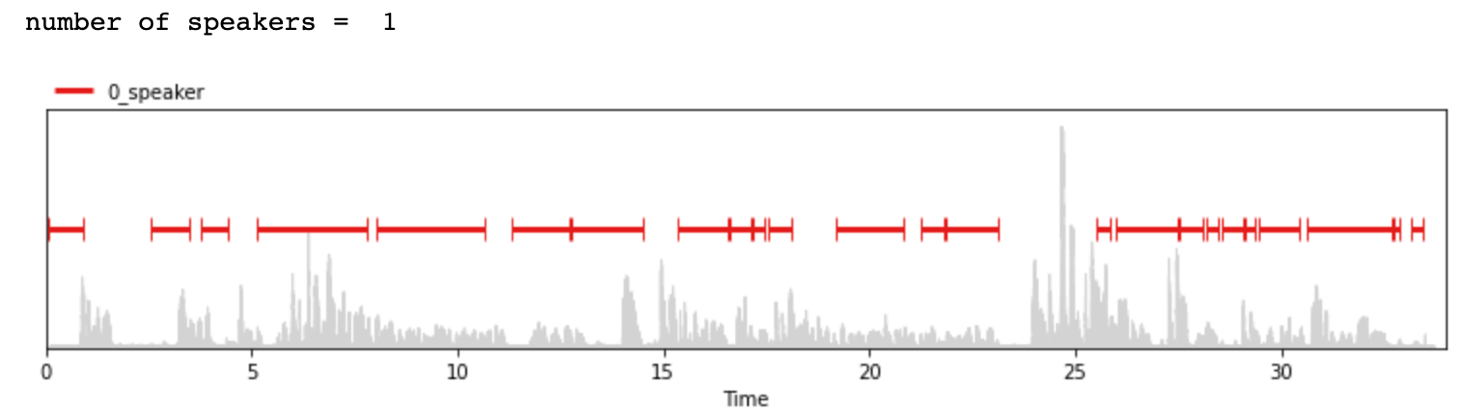 number of speakers =  1
0_speaker
0 5 10 15 20 25 30
Time